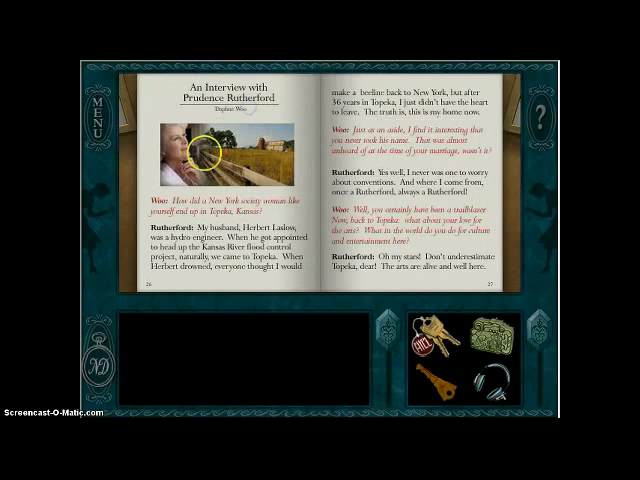 An Interview with
Prudence Rutherford
Daphne Woo
Woo: How did a New York society woman like
yourself end up in Topeka, Kansas?
Rutherford: My husband, Herbert Laslow,
was a hydro engineer. When he got appointed
to head up the Kansas River flood control
project, naturally, we came to Topeka. When
Herbert drowned, everyone thought I would
26
make a beeline back to New York, but after
36 years in Topeka, I just didn't have the heart
to leave. The truth is, this is my home now.
Woo: Just as an aside, I find it interesting that
you never took his name. That was almost
unheard of at the time of your marriage, wasn't it?
Rutherford: Yes well, I never was one to worry
about conventions. And where I come from,
once a Rutherford, always a Rutherford!
Woo: Well, you certainly have been a trailblazer
Now, back to Topeka. what about your love for
the arts? What in the world do you do for culture
and entertainment here?
Rutherford: Oh my stars! Don't underestimate
Topeka, dear! The arts are alive and well here.
27
MENU
?
ND
Screencast-O-Matic.com